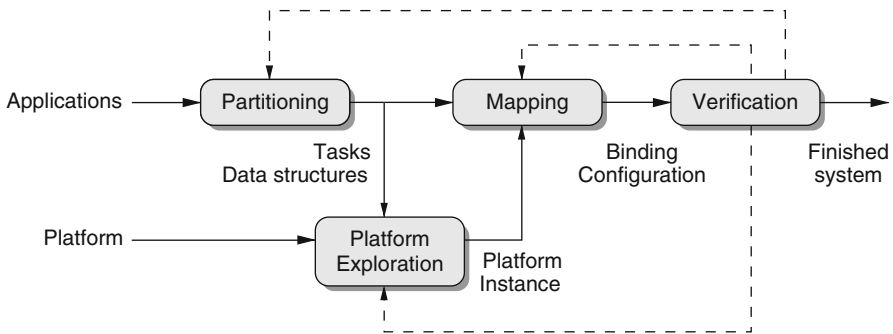 Applications
Partitioning
Mapping
Verification
Tasks
Data structures
Binding
Configuration
Finished
system
Platform
Platform
Exploration
Platform
Instance